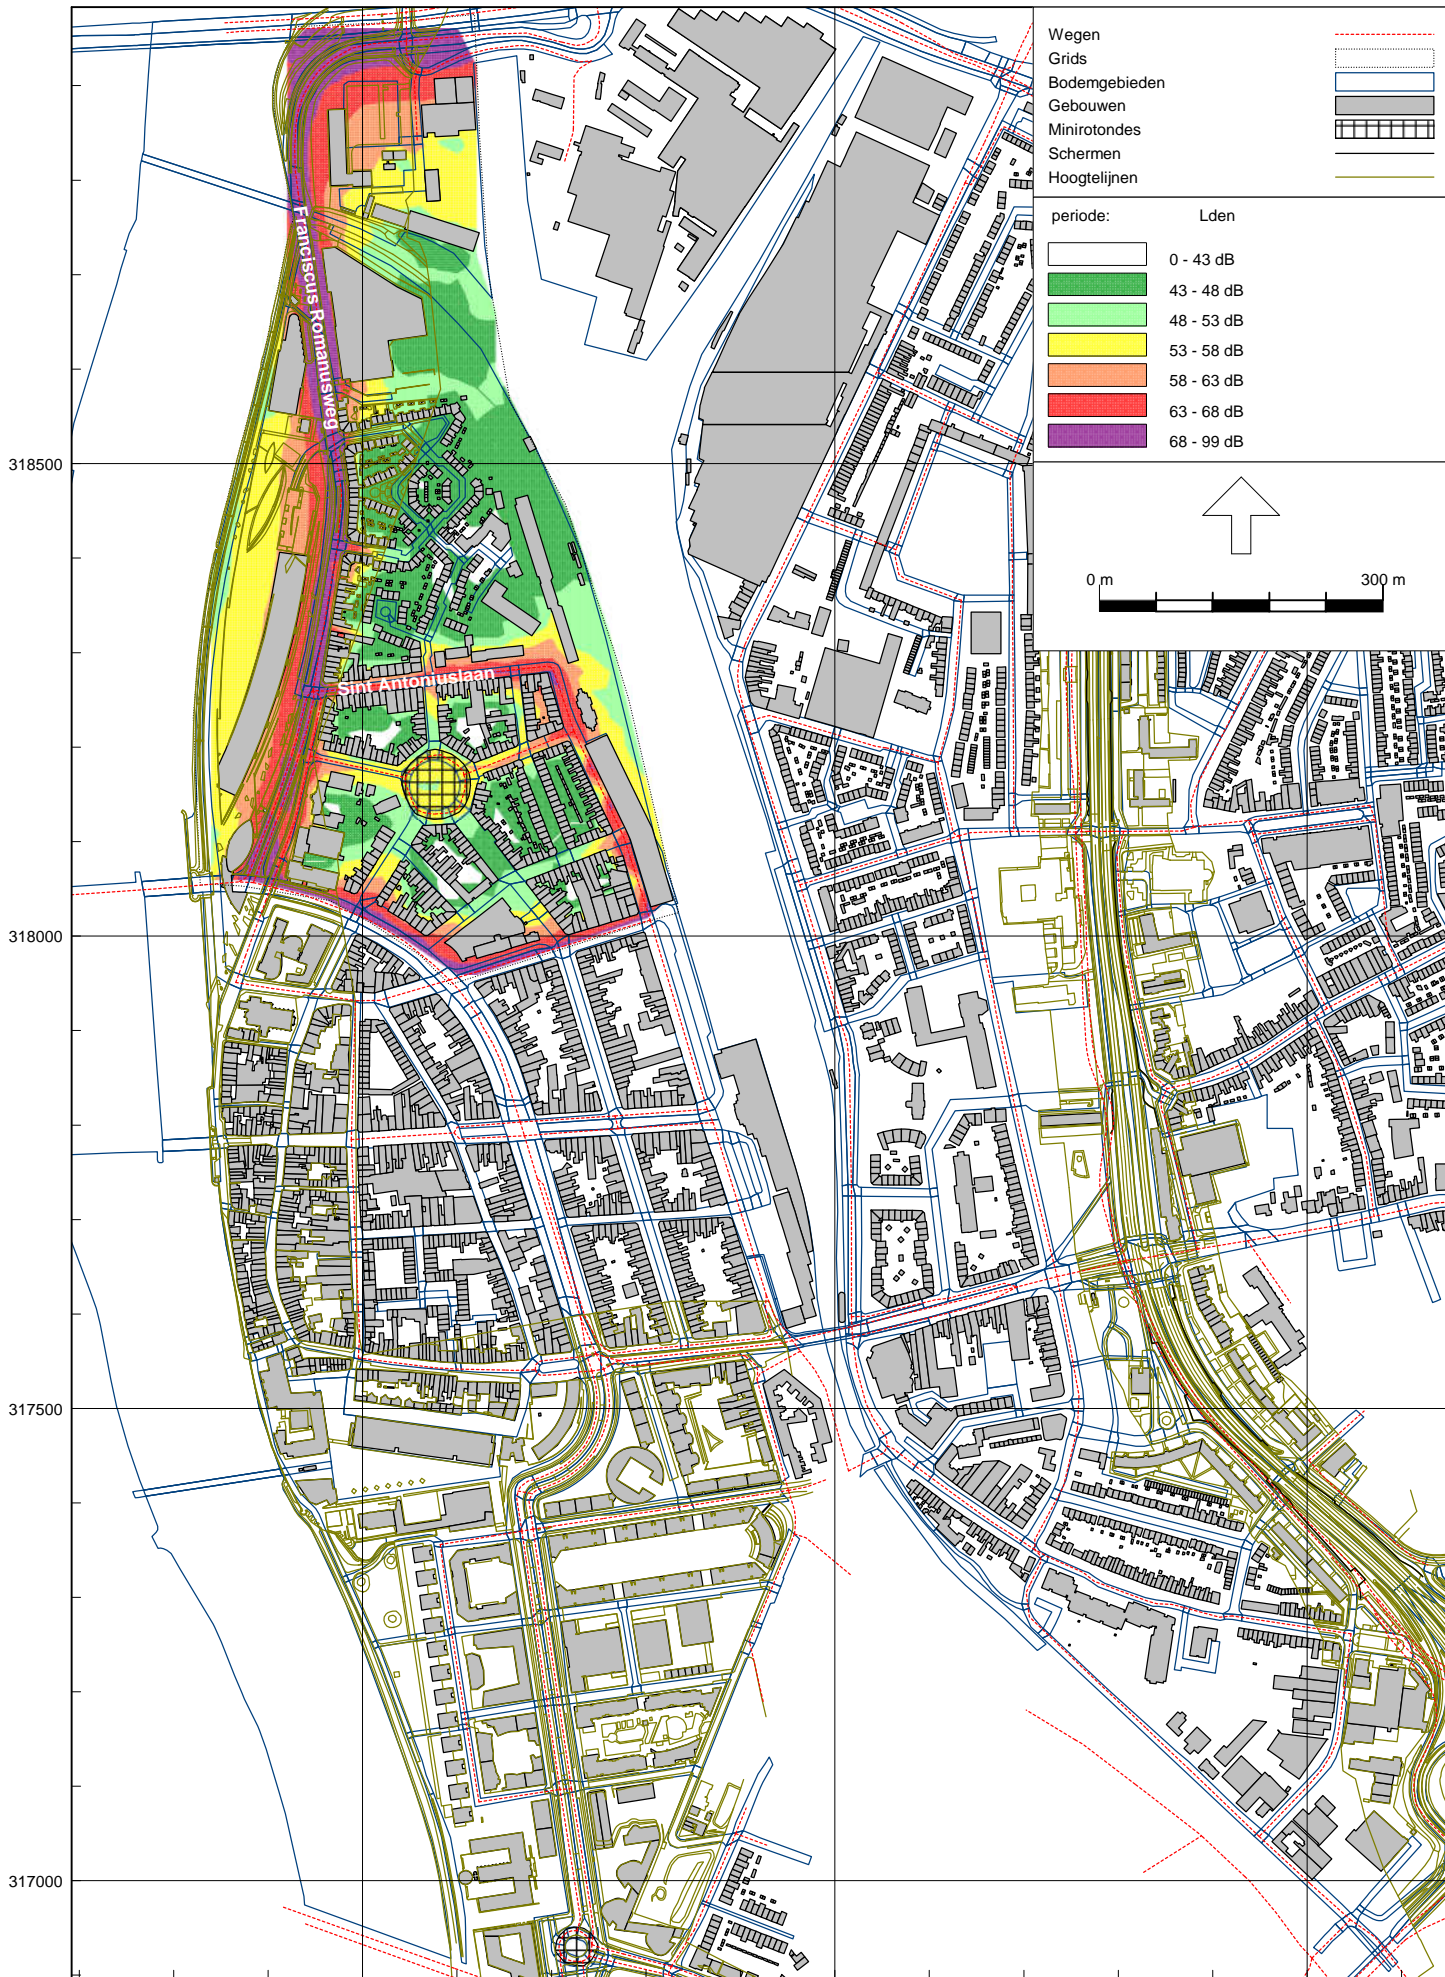 Wegen
Grids
Bodemgebieden
Gebouwen
Minirotondes
Schermen
Hoogtelijnen
periode: Lden
0 - 43 dB
43 - 48 dB
48 - 53 dB
53 - 58 dB
58 - 63 dB
63 - 68 dB
68 - 99 dB
0 m 300 m
Franciscus Romanusweg
Sint Antoniuslaan
318500
318000
317500
317000